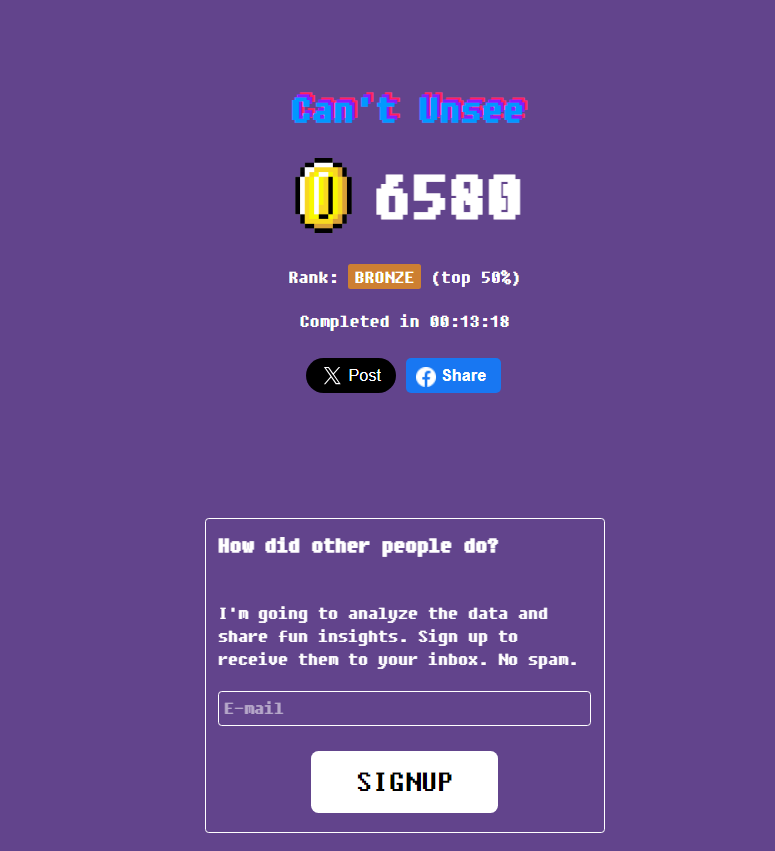 Can't Unsee
6580
Rank: BRONZE (top 50%)
Completed in 00:13:18
Post Share
How did other people do?
I'm going to analyze the data and
share fun insights. Sign up to
receive them to your inbox. No spam.
E-mail
SIGNUP